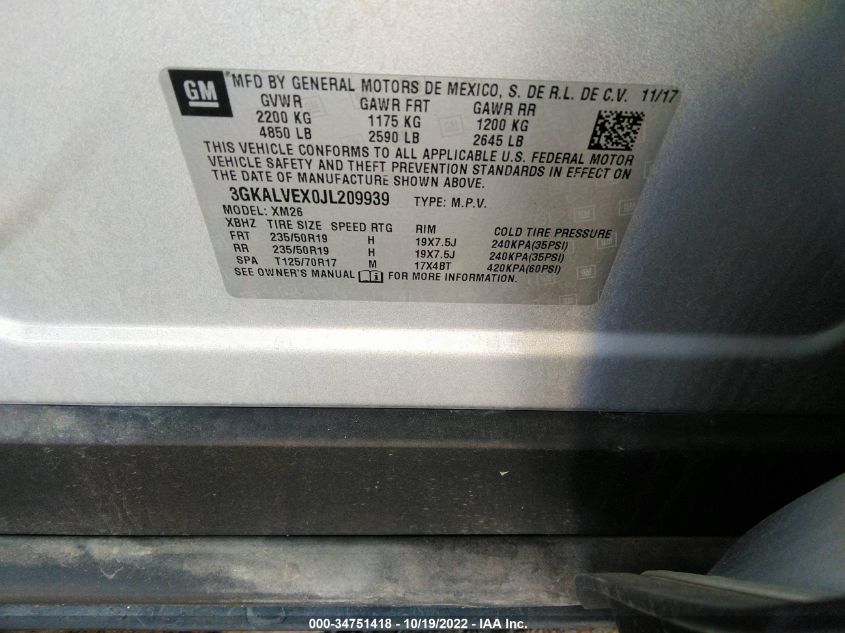 GM MFD BY GENERAL MOTORS DE MEXICO, S. DE R.L. DE C.V. 11/17
GVWR GAWR FRT GAWR RR
2200 KG 1175 KG 1200 KG
4850 LB 2590 LB 2645 LB
THIS VEHICLE CONFORMS TO ALL APPLICABLE U.S. FEDERAL MOTOR
VEHICLE SAFETY AND THEFT PREVENTION STANDARDS IN EFFECT ON
THE DATE OF MANUFACTURE SHOWN ABOVE.
3GKALVEX0JL209939 TYPE: M.P.V.
MODEL: XM26
XBHZ TIRE SIZE SPEED RTG RIM COLD TIRE PRESSURE
FRT 235/50R19 H 19X7.5J 240KPA(35PSI)
RR 235/50R19 H 19X7.5J 240KPA(35PSI)
SPA T125/70R17 M 17X4BT 420KPA(60PSI)
SEE OWNER'S MANUAL FOR MORE INFORMATION.
000-34751418 - 10/19/2022 - IAA Inc.